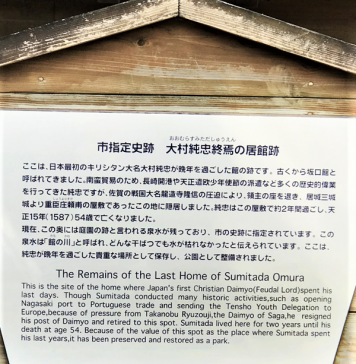 おおむらすみただしゅうえん
市指定史跡　大村純忠終焉の居館跡
ここは、日本最初のキリシタン大名大村純忠が晩年を過ごした館の跡です。古くから坂口館と
呼ばれてきました。南蛮貿易のため、長崎開港や天正遣欧少年使節の派遣など多くの歴史的偉業
を行ってきた純忠ですが、佐賀の戦国大名龍造寺隆信の圧迫により、領主の座を退き、居城三城
城より重臣庄頼甫の屋敷であったこの地に隠居しました。純忠はこの屋敷で約2年間過ごし、天
正15年(1587)54歳で亡くなりました。
現在、この奥には庭園の跡と言われる泉水が残っており、市の史跡に指定されています。この
泉水は「館の川」と呼ばれ、どんな干ばつでも水が枯れなかったと伝えられています。ここは、
純忠が晩年を過ごした貴重な場所として保存し、公園として整備されました。
The Remains of the Last Home of Sumitada Omura
This is the site of the home where Japan's first Christian Daimyo(Feudal Lord)spent his
last days. Though Sumitada conducted many historic activities,such as opening
Nagasaki port to Portuguese trade and sending the Tensho Youth Delegation to
Europe,because of pressure from Takanobu Ryuzouji,the Daimyo of Saga,he resigned
his post of Daimyo and retired to this spot. Sumitada lived here for two years until his
death at age 54. Because of the value of this spot as the place where Sumitada spent
his last years,it has been preserved and restored as a park.